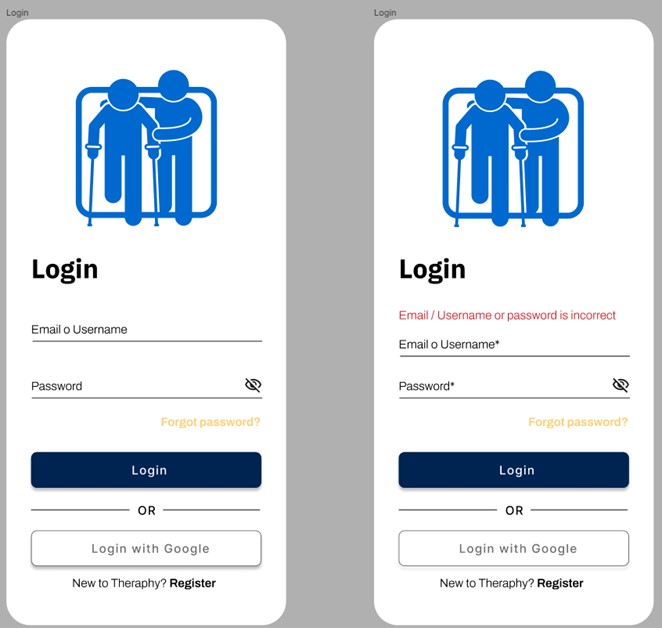 Login
Login
Email o Username
Password
Forgot password?
Login
OR
Login with Google
New to Theraphy? Register
Login
Login
Email / Username or password is incorrect
Email o Username*
Password*
Forgot password?
Login
OR
Login with Google
New to Theraphy? Register